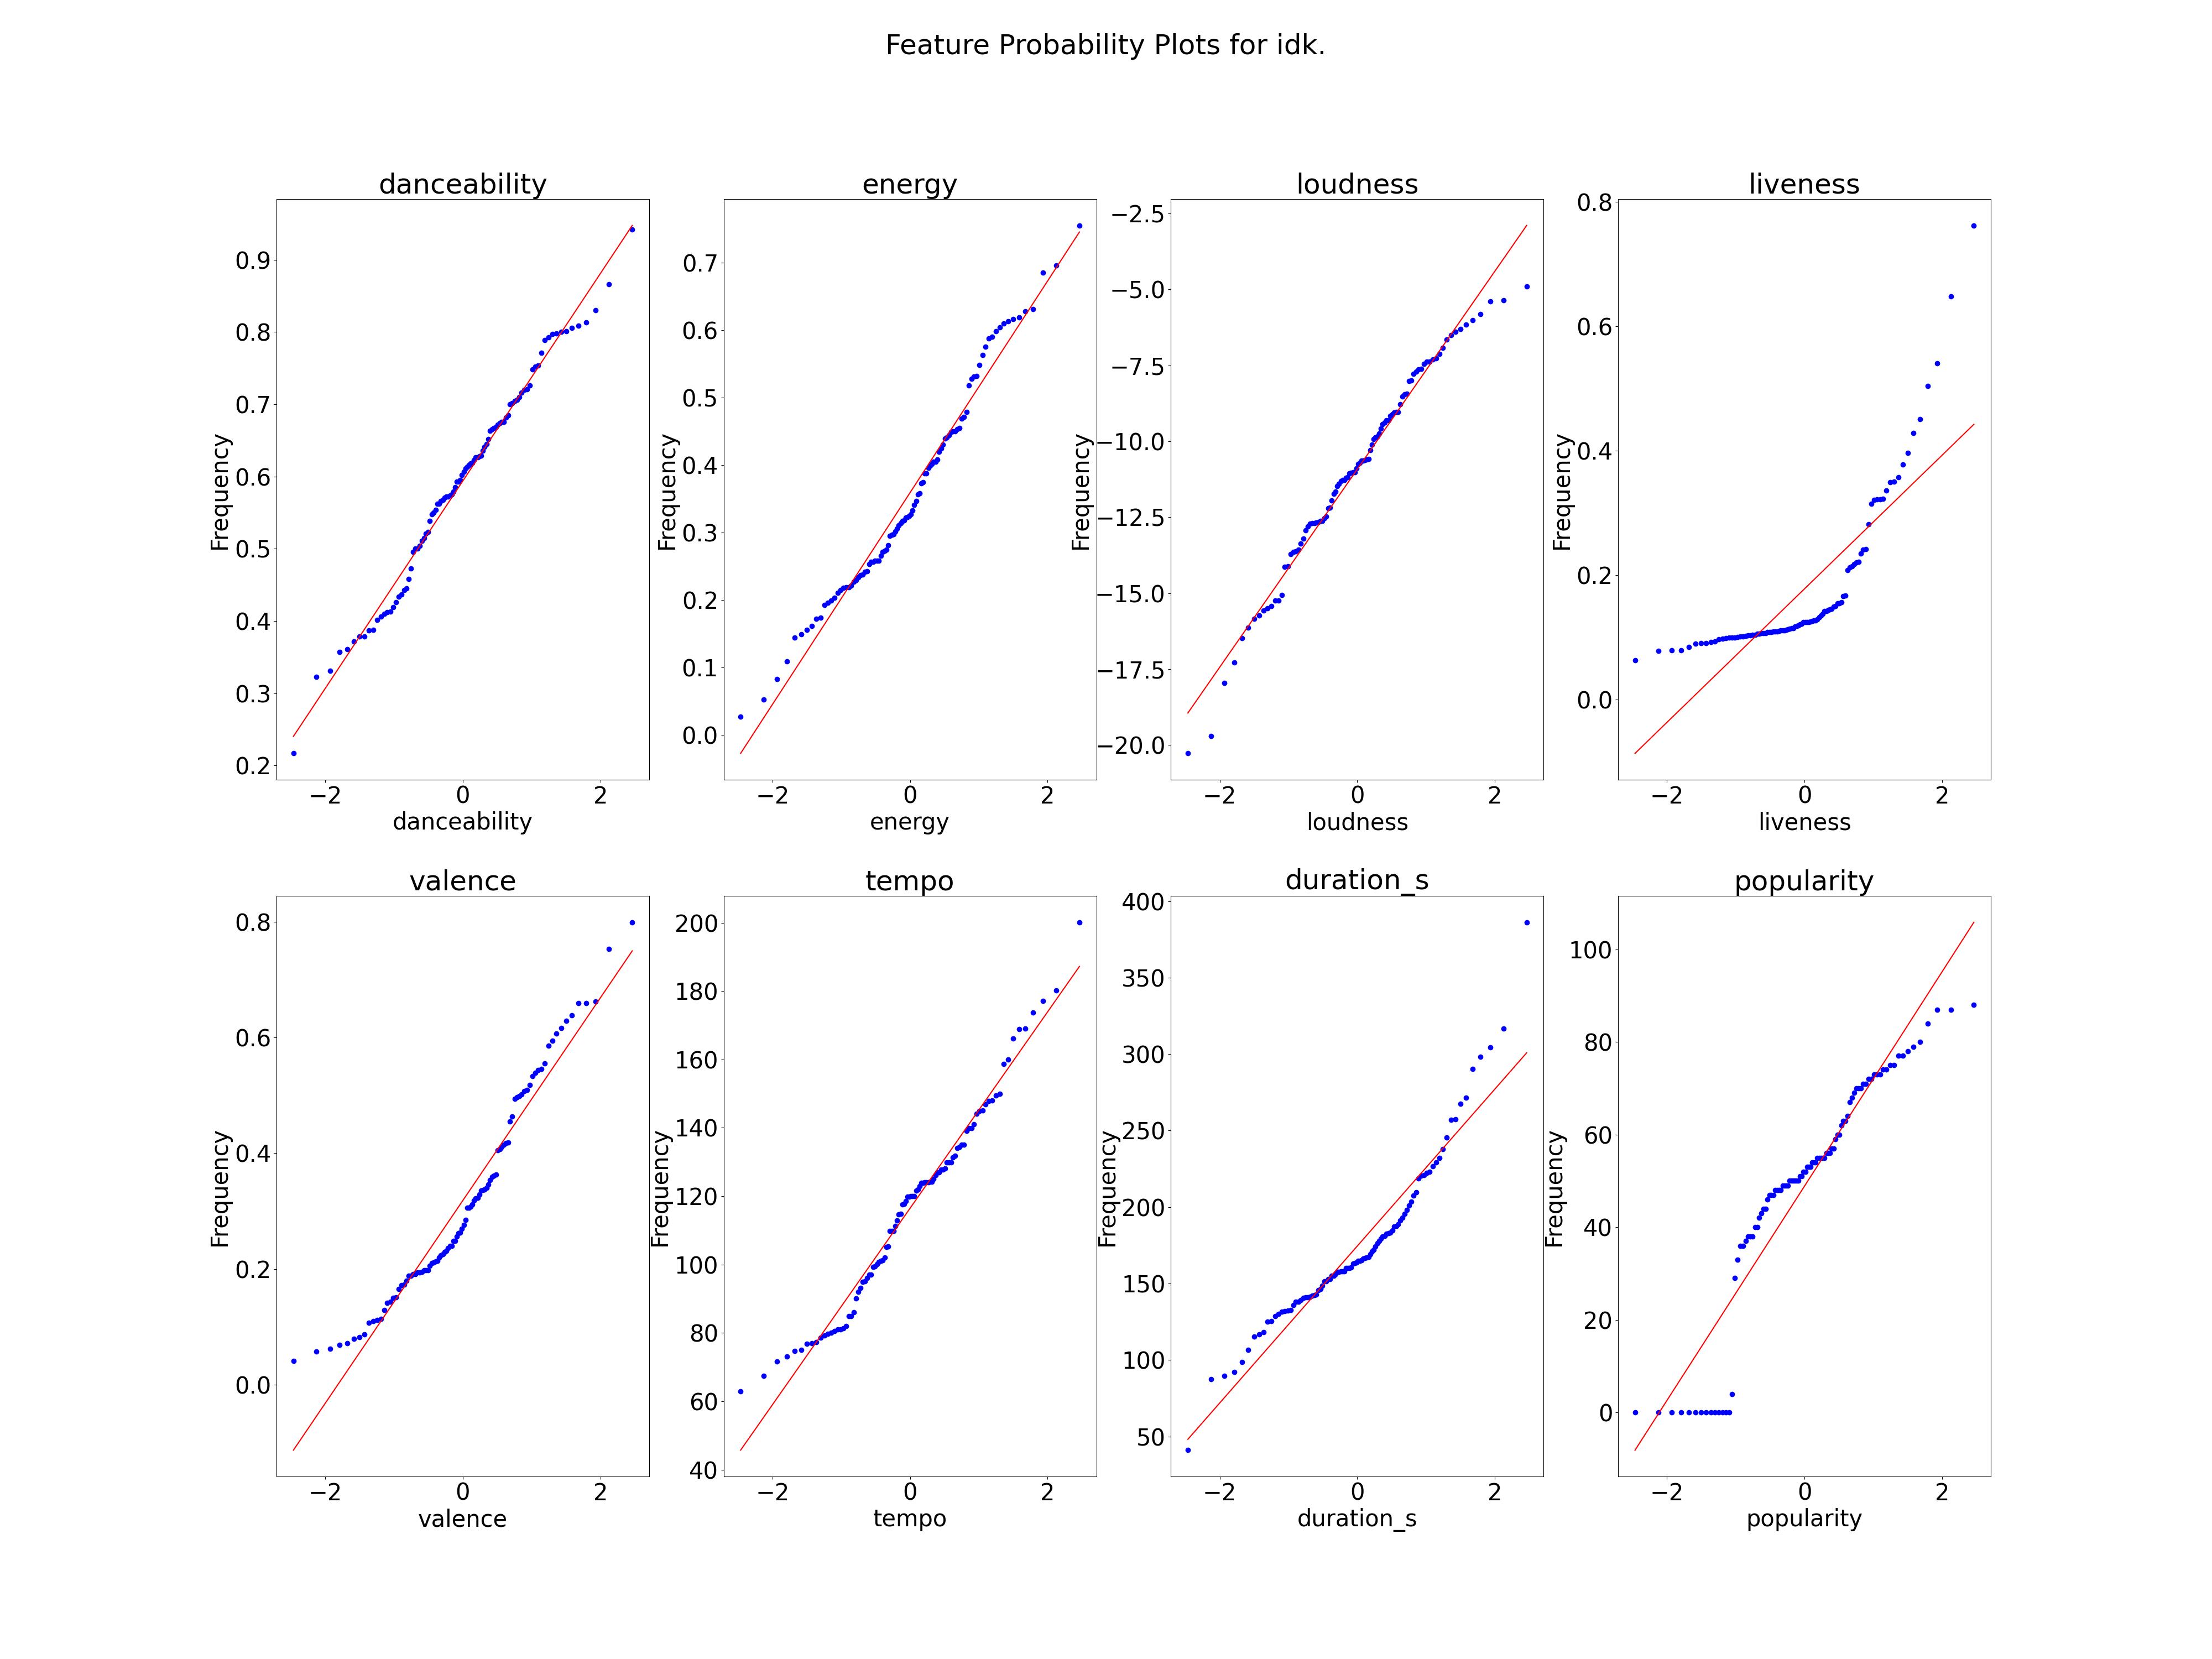 Feature Probability Plots for idk.
danceability energy loudness liveness
Frequency
0.9
0.8
0.7
0.6
0.5
0.4
0.3
0.2
−2 0 2
danceability
Frequency
0.7
0.6
0.5
0.4
0.3
0.2
0.1
0.0
−2 0 2
energy
Frequency
−2.5
−5.0
−7.5
−10.0
−12.5
−15.0
−17.5
−20.0
−2 0 2
loudness
Frequency
0.8
0.6
0.4
0.2
0.0
−2 0 2
liveness
valence tempo duration_s popularity
Frequency
0.8
0.6
0.4
0.2
0.0
−2 0 2
valence
Frequency
200
180
160
140
120
100
80
60
40
−2 0 2
tempo
Frequency
400
350
300
250
200
150
100
50
−2 0 2
duration_s
Frequency
100
80
60
40
20
0
−2 0 2
popularity